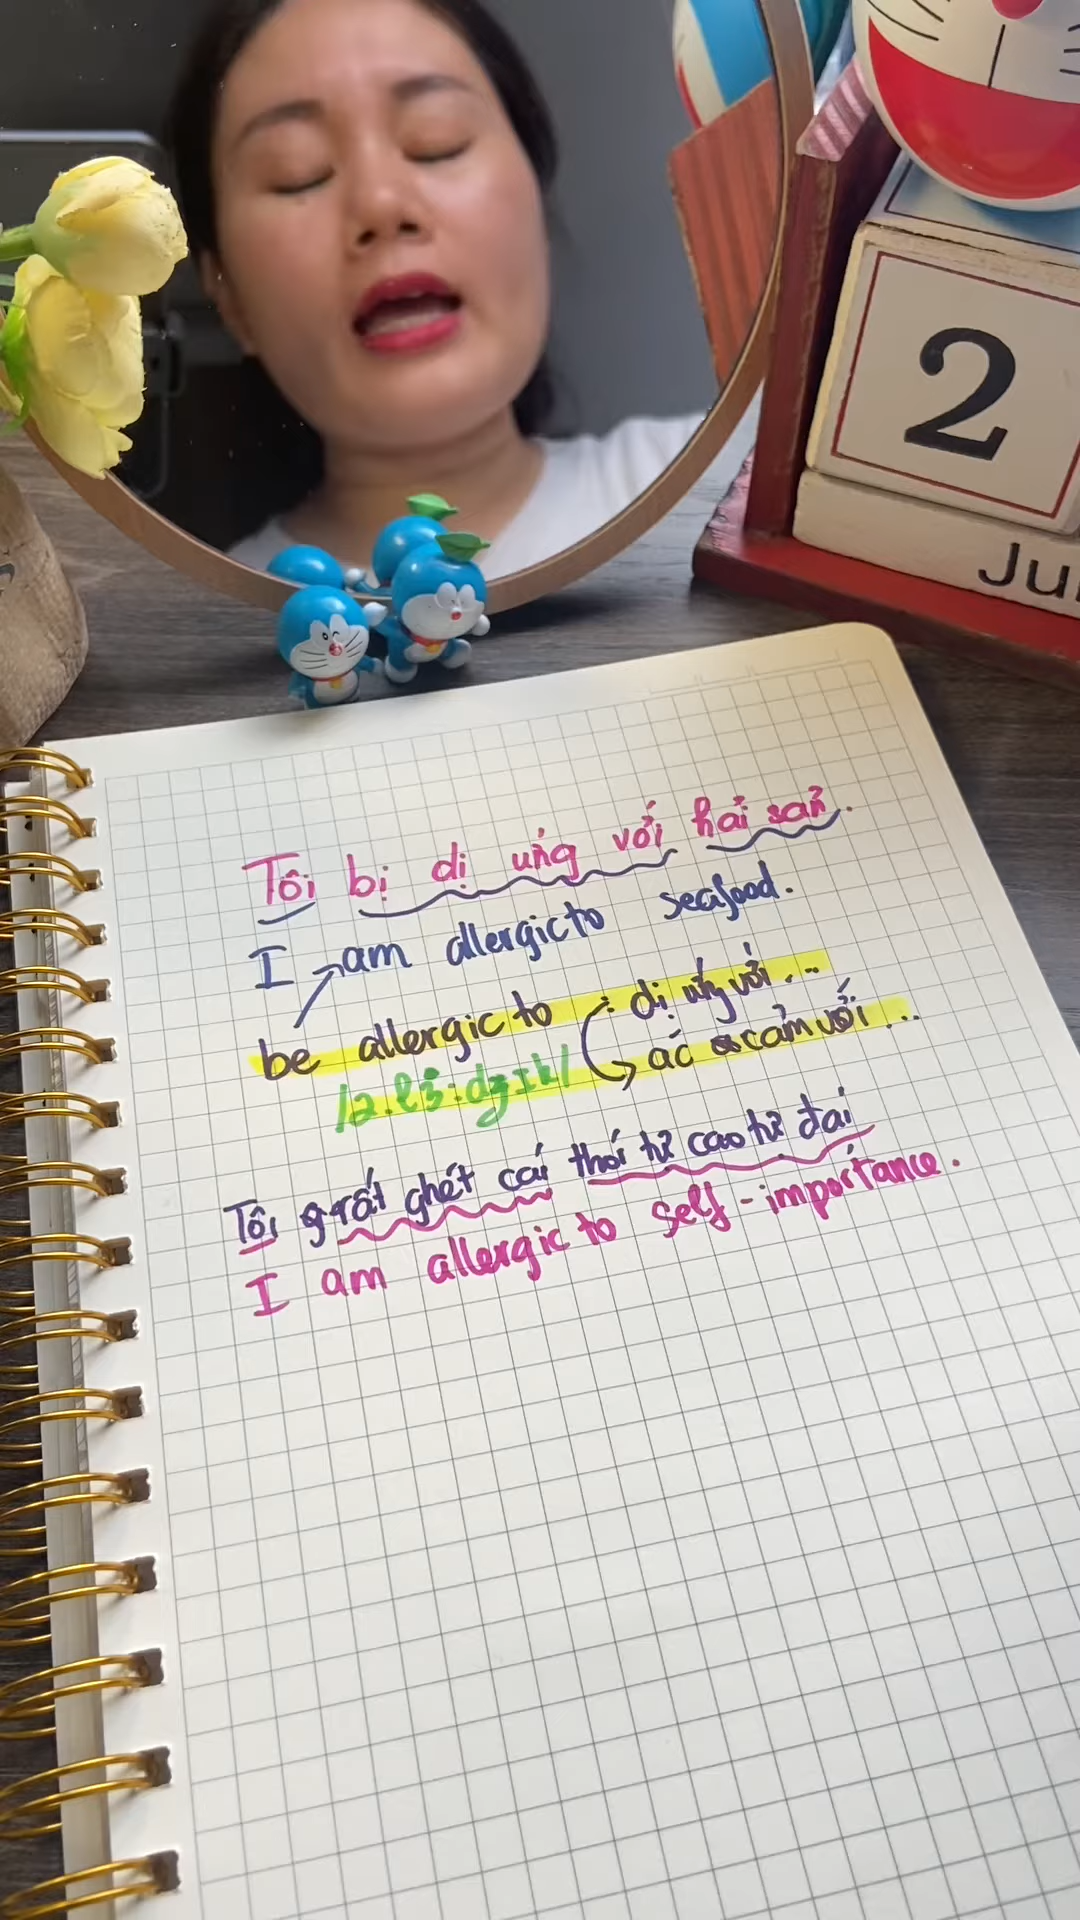 2
Ju
Tôi bị dị ứng với hải sản.
I am allergic to seafood.
be allergic to : dị ứng với ...
/ə.lɜ:dʒɪk/ ác cảm với ...
Tôi rất ghét cái thói tự cao tự đại
I am allergic to self-importance.